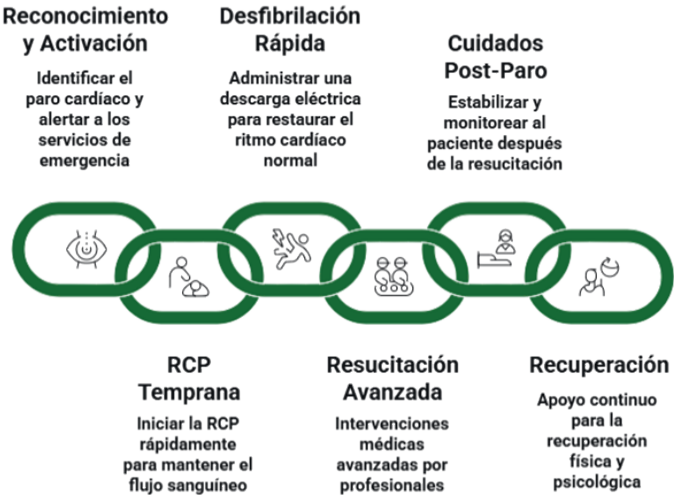 Reconocimiento
y Activación
Identificar el
paro cardíaco y
alertar a los
servicios de
emergencia
RCP
Temprana
Iniciar la RCP
rápidamente
para mantener el
flujo sanguíneo
Desfibrilación
Rápida
Administrar una
descarga eléctrica
para restaurar el
ritmo cardíaco
normal
Resucitación
Avanzada
Intervenciones
médicas
avanzadas por
profesionales
Cuidados
Post-Paro
Estabilizar y
monitorear al
paciente después
de la resucitación
Recuperación
Apoyo continuo
para la
recuperación
física y
psicológica